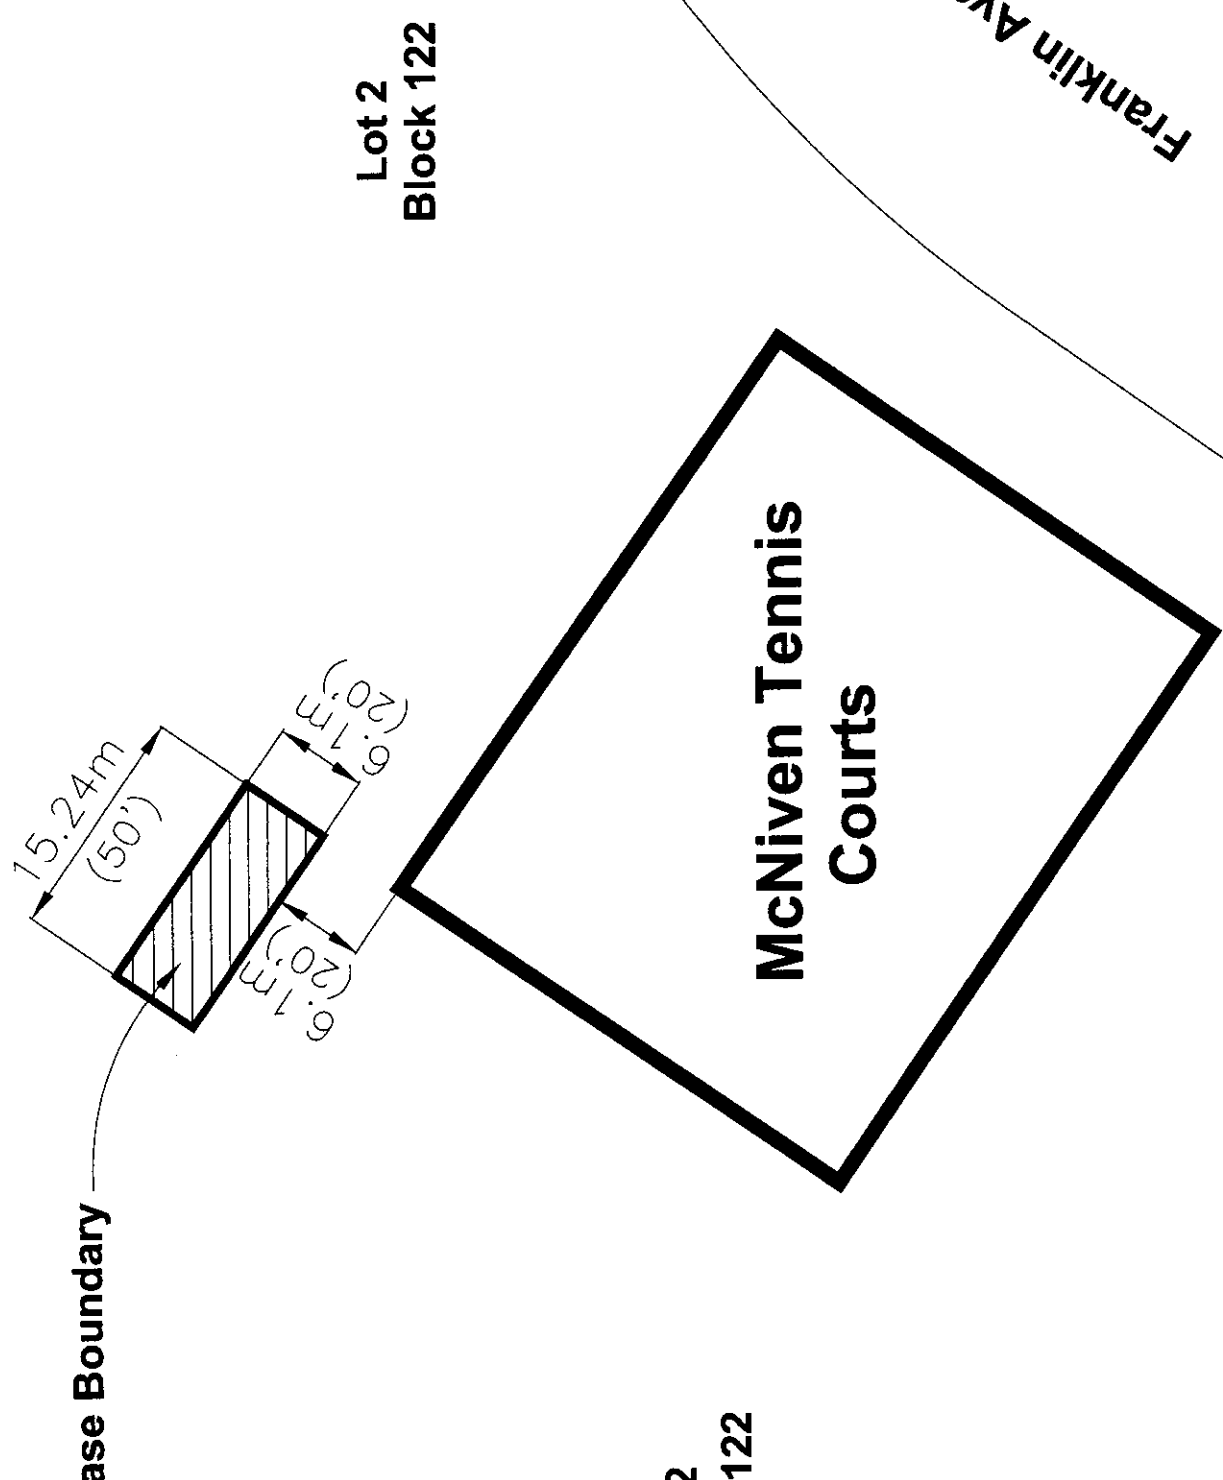 Lot 2
Block 122
Franklin Av
15.24m
(50')
6.1m
(20')
6.1m
(20')
McNiven Tennis
Courts
ase Boundary
2
122